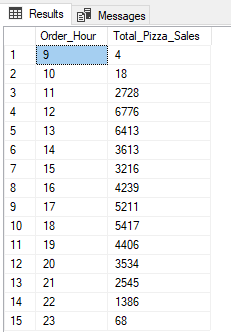 Results Messages
Order_Hour Total_Pizza_Sales
1 9 4
2 10 18
3 11 2728
4 12 6776
5 13 6413
6 14 3613
7 15 3216
8 16 4239
9 17 5211
10 18 5417
11 19 4406
12 20 3534
13 21 2545
14 22 1386
15 23 68